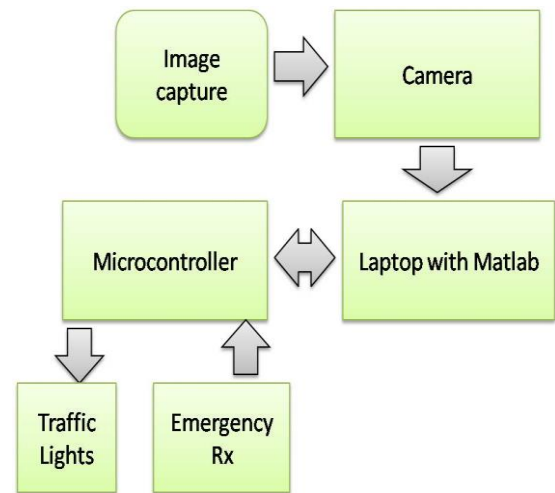 Image
capture
Camera
Microcontroller
Laptop with Matlab
Traffic
Lights
Emergency
Rx